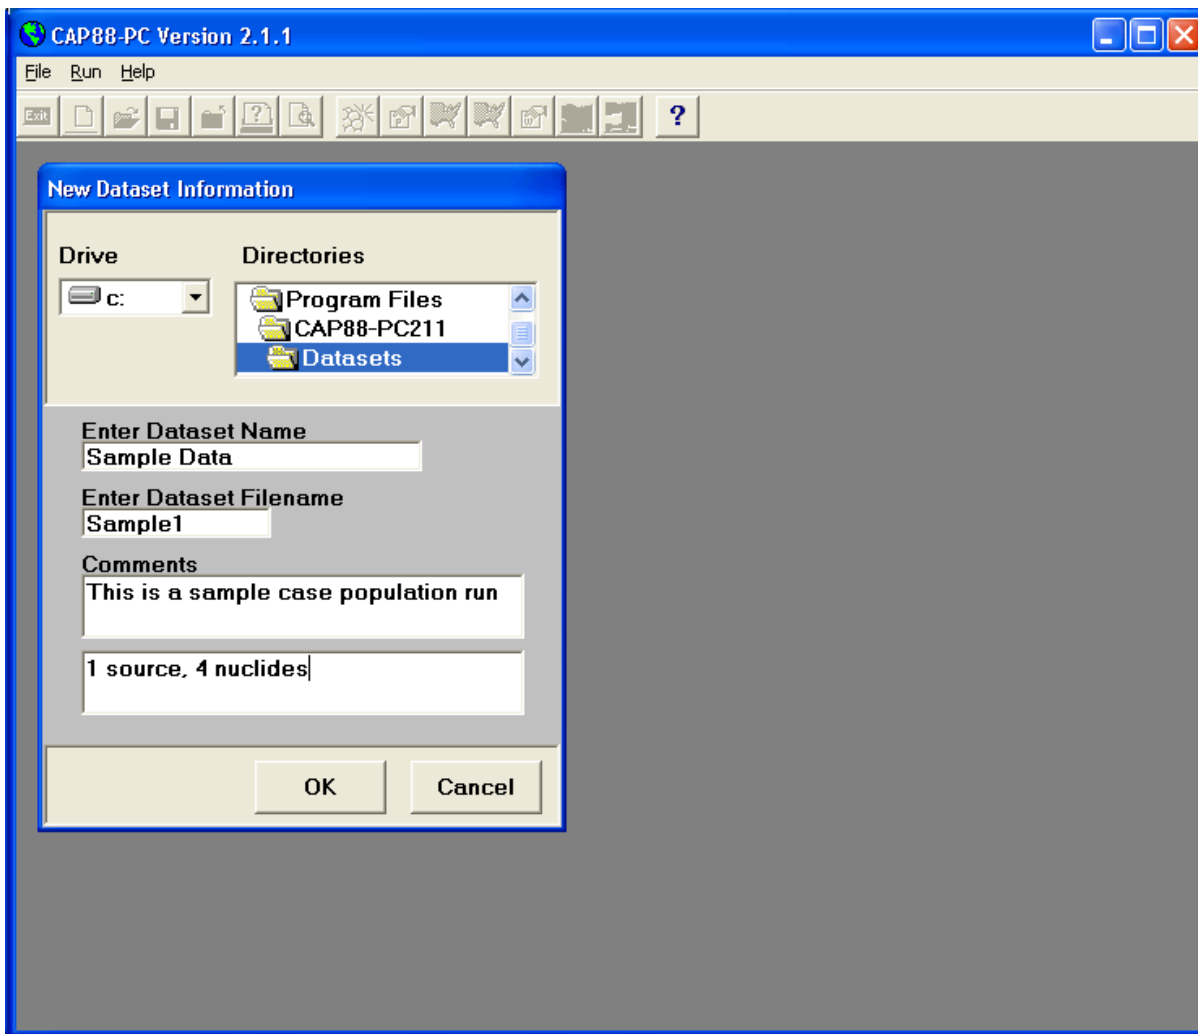 CAP88-PC Version 2.1.1
File Run Help
Exit ? ?
New Dataset Information
Drive Directories
c: Program Files
CAP88-PC211
Datasets
Enter Dataset Name
Sample Data
Enter Dataset Filename
Sample1
Comments
This is a sample case population run
1 source, 4 nuclides
OK Cancel